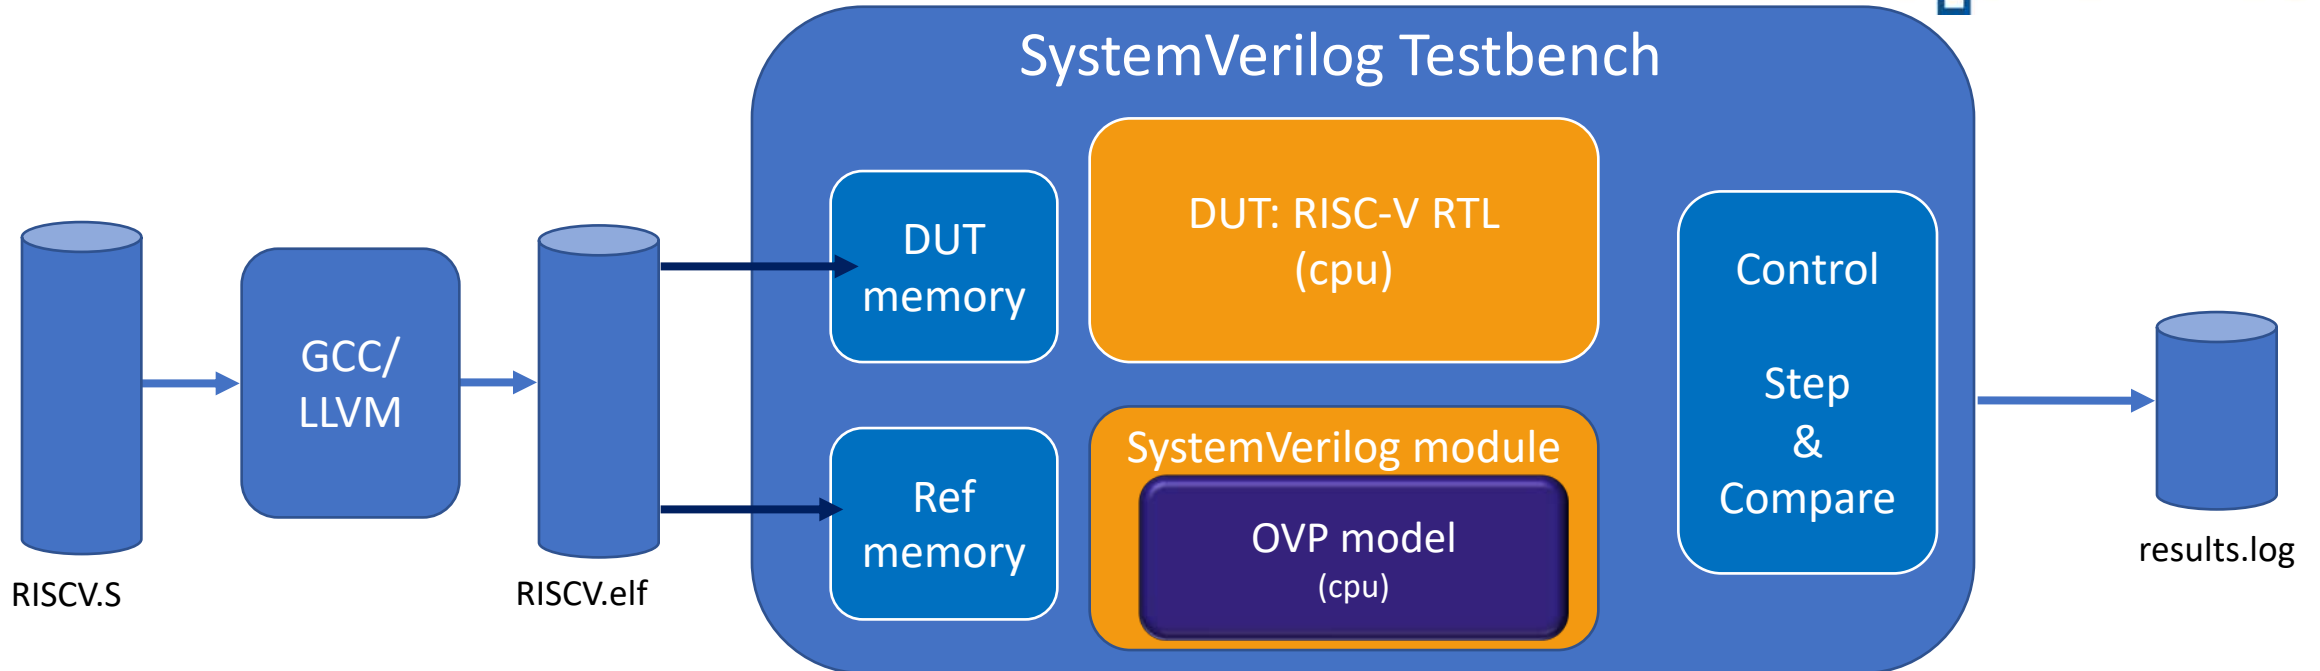 SystemVerilog Testbench
RISCV.S
GCC/
LLVM
RISCV.elf
DUT
memory
DUT: RISC-V RTL
(cpu)
Ref
memory
SystemVerilog module
OVP model
(cpu)
Control
Step
&
Compare
results.log